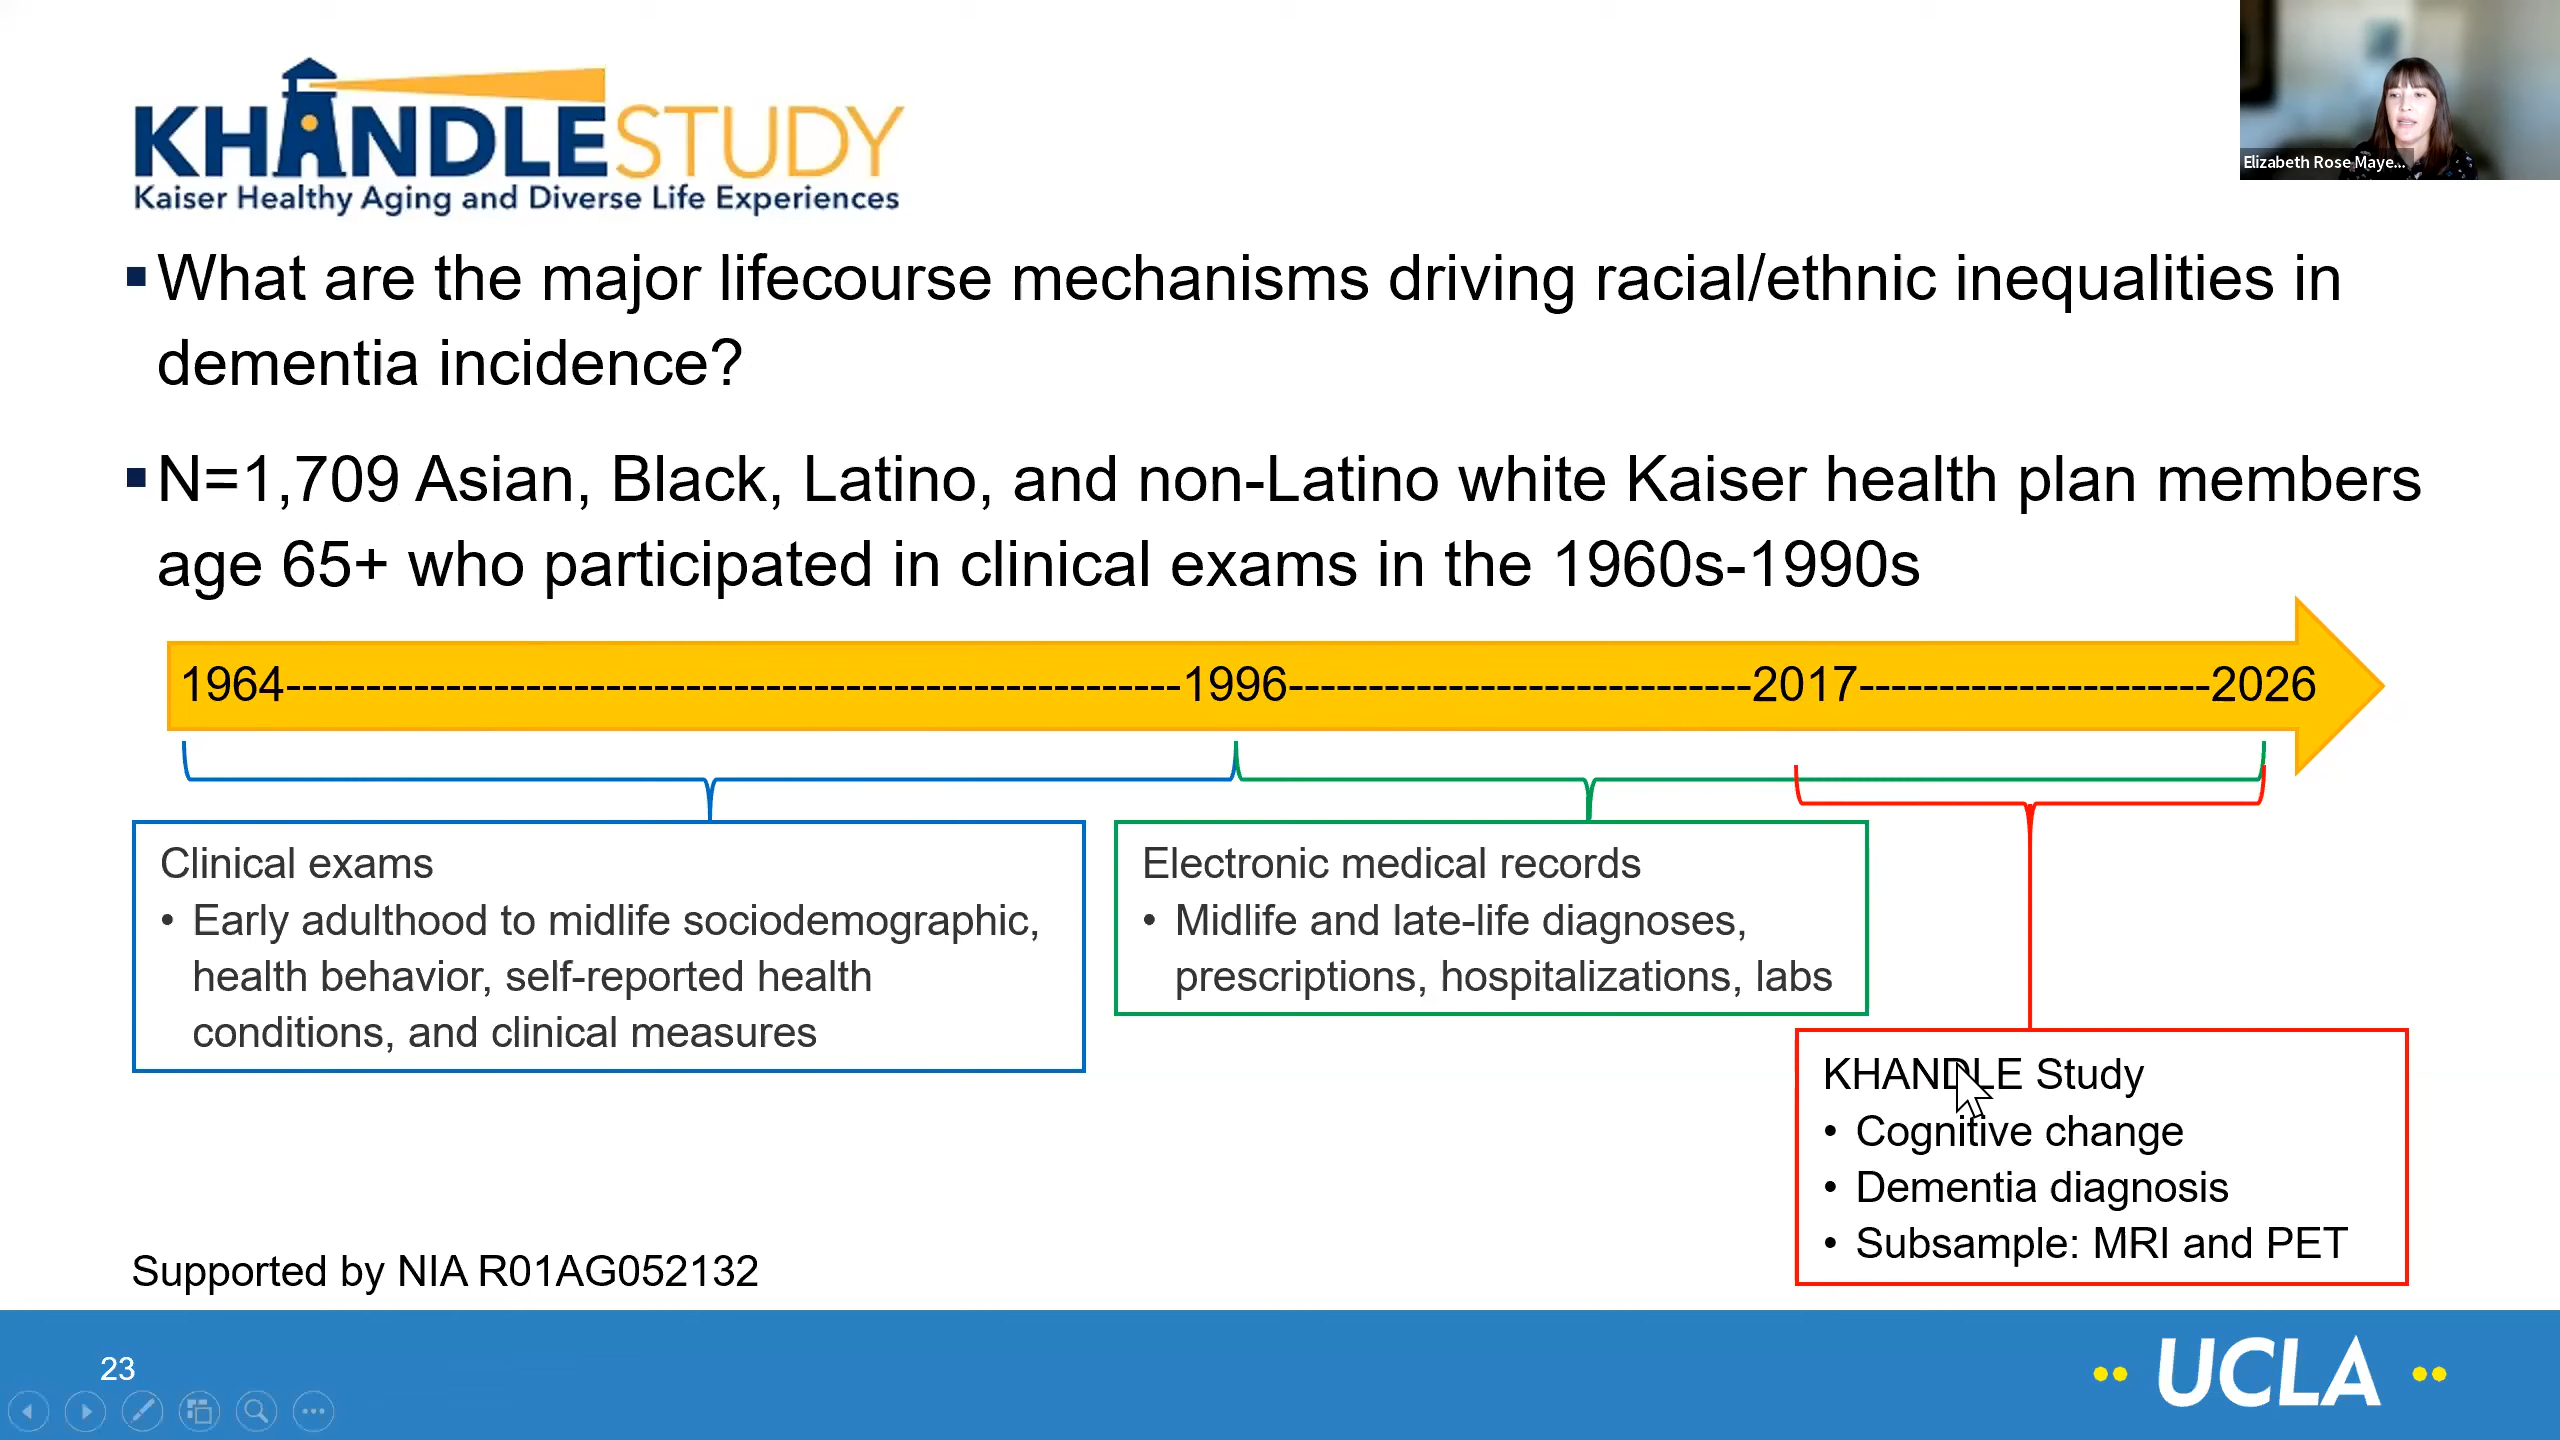 KHANDLESTUDY
Kaiser Healthy Aging and Diverse Life Experiences
Elizabeth Rose Maye...
▪What are the major lifecourse mechanisms driving racial/ethnic inequalities in
dementia incidence?
▪N=1,709 Asian, Black, Latino, and non-Latino white Kaiser health plan members
age 65+ who participated in clinical exams in the 1960s-1990s
1964--------------------------------------------------------1996-----------------------------2017----------------------2026
Clinical exams
• Early adulthood to midlife sociodemographic,
health behavior, self-reported health
conditions, and clinical measures
Electronic medical records
• Midlife and late-life diagnoses,
prescriptions, hospitalizations, labs
KHANDLE Study
• Cognitive change
• Dementia diagnosis
• Subsample: MRI and PET
Supported by NIA R01AG052132
23
UCLA